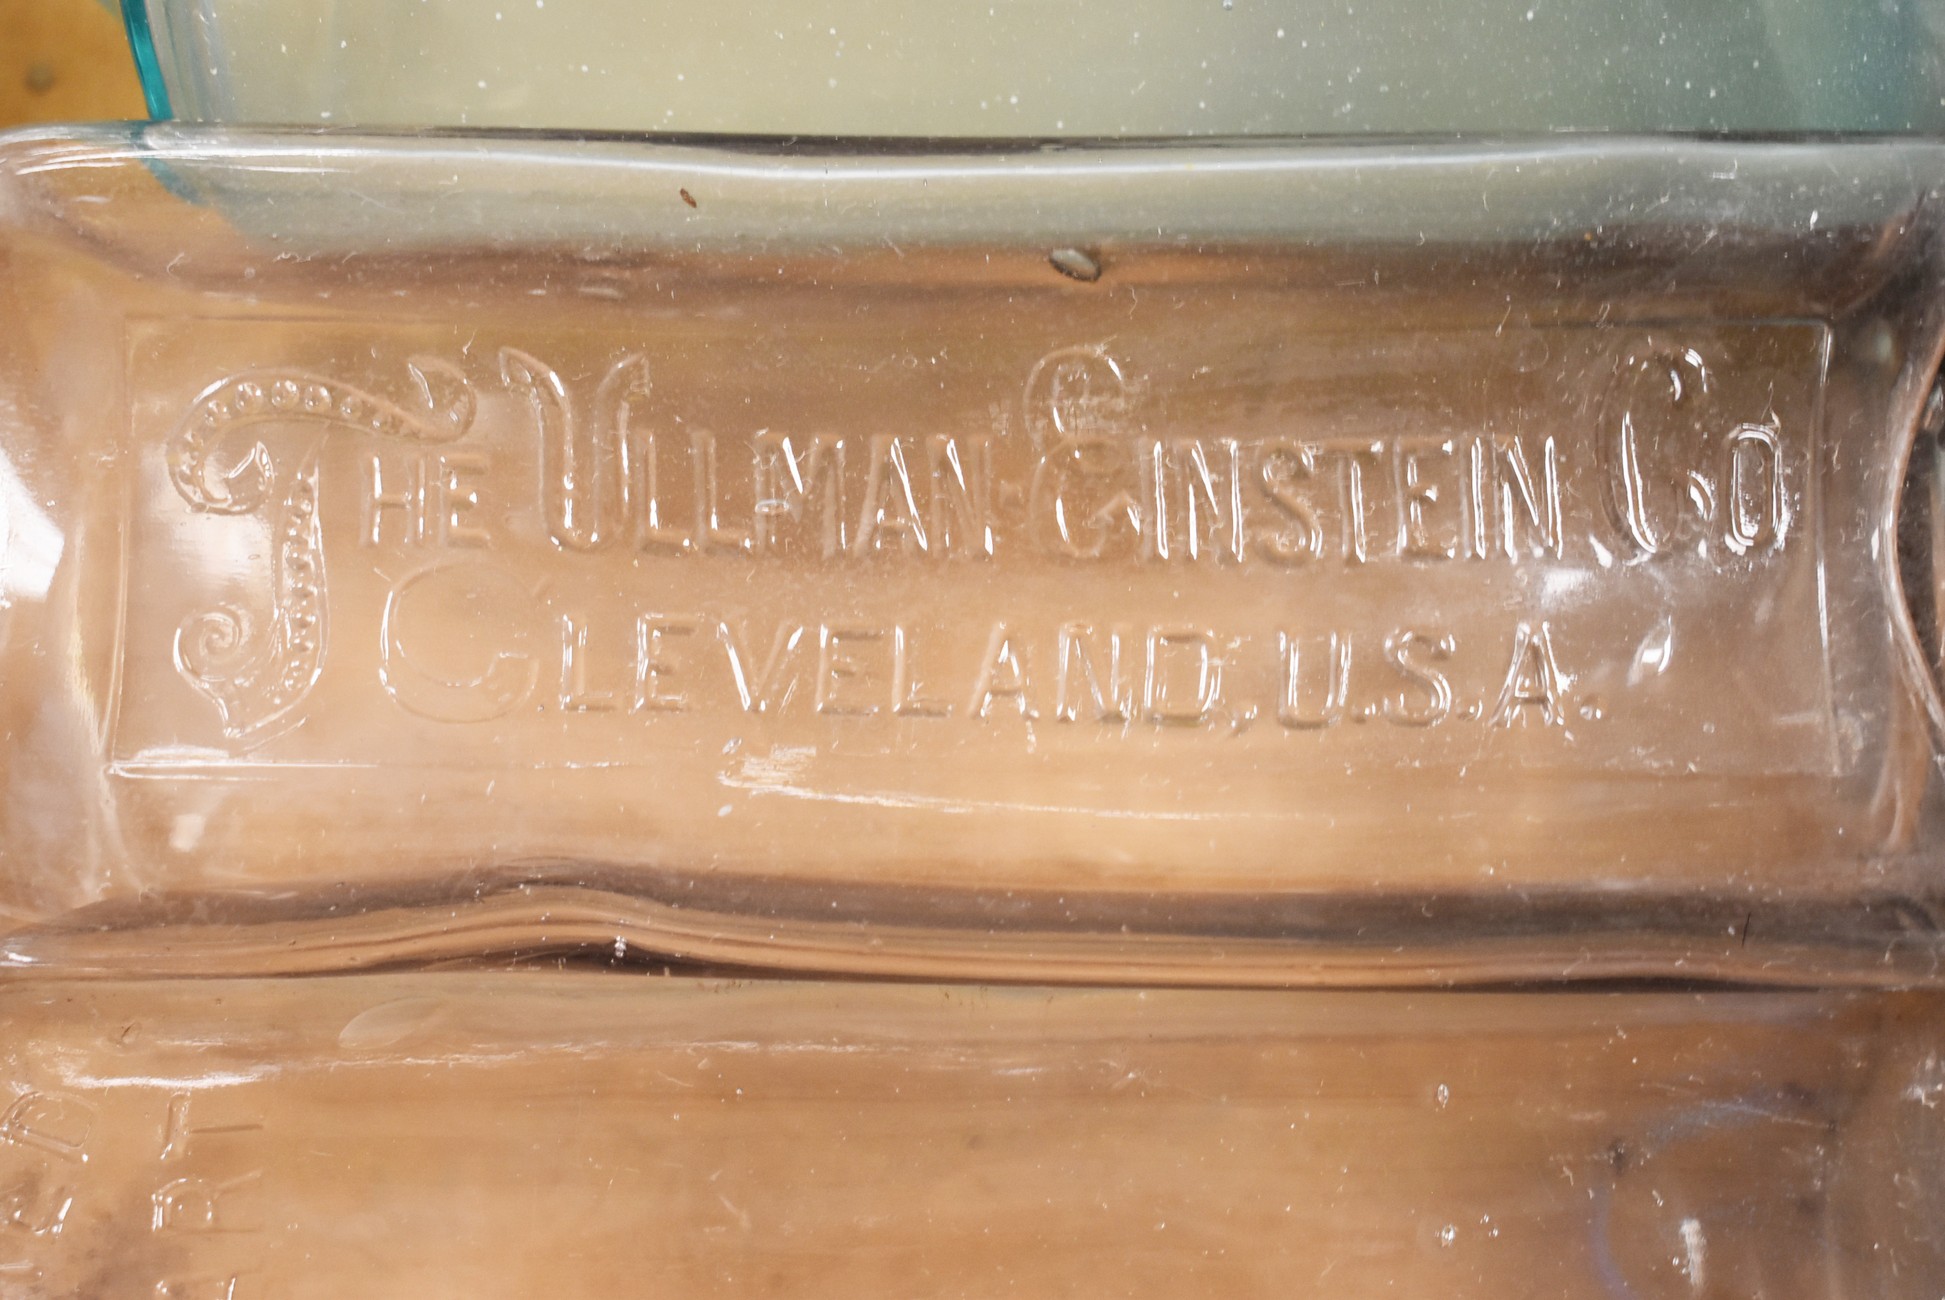 THE ULLMAN EINSTEIN CO
CLEVELAND, U.S.A.